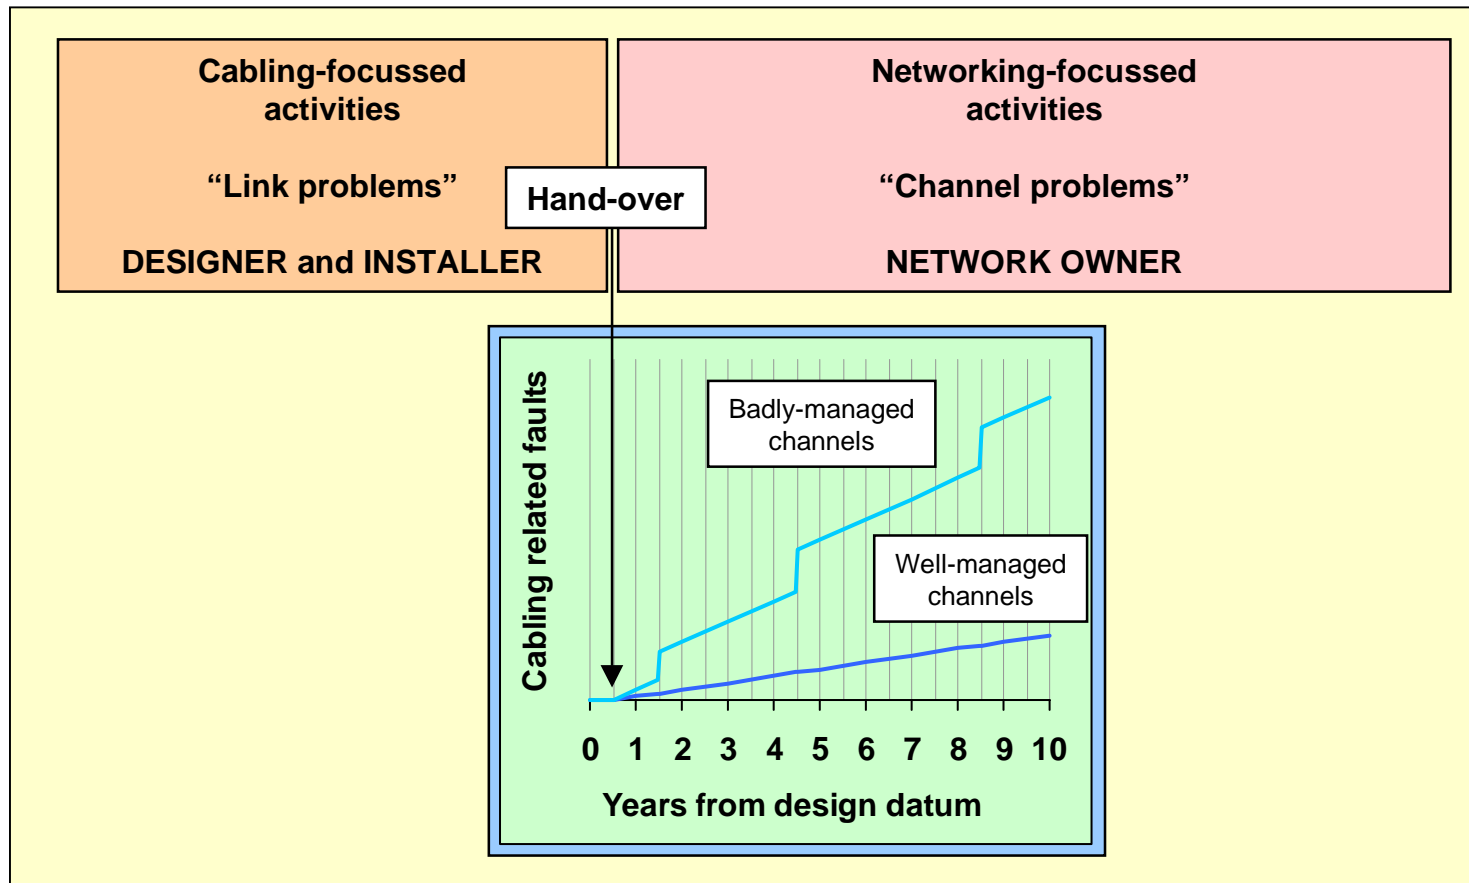 Cabling-focussed
activities
“Link problems”
DESIGNER and INSTALLER
Networking-focussed
activities
“Channel problems”
NETWORK OWNER
Hand-over
Cabling related faults
Badly-managed
channels
Well-managed
channels
0 1 2 3 4 5 6 7 8 9 10
Years from design datum